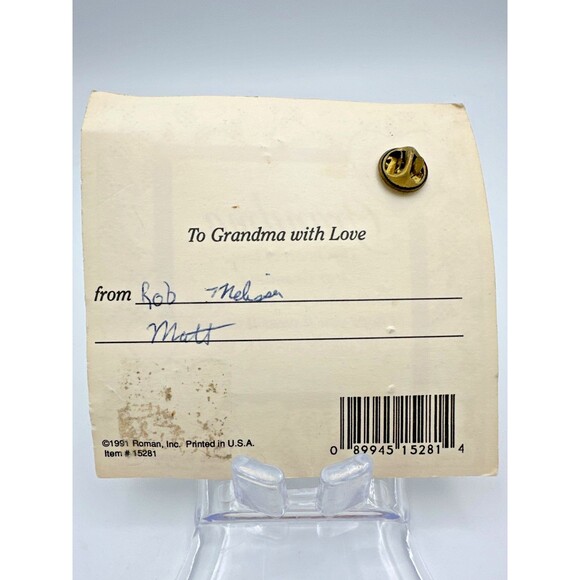 To Grandma with Love
from Rob Melissa
Matt
©1991 Roman, Inc. Printed in U.S.A.
Item # 15281
0 89945 15281 4